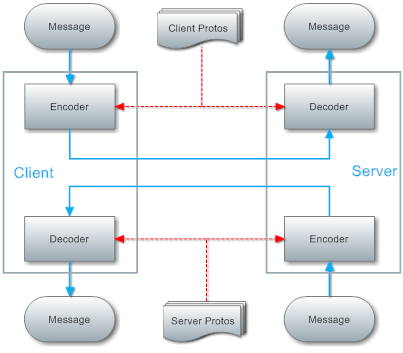 Message
Client Protos
Message
Encoder
Decoder
Client
Server
Decoder
Encoder
Message
Server Protos
Message